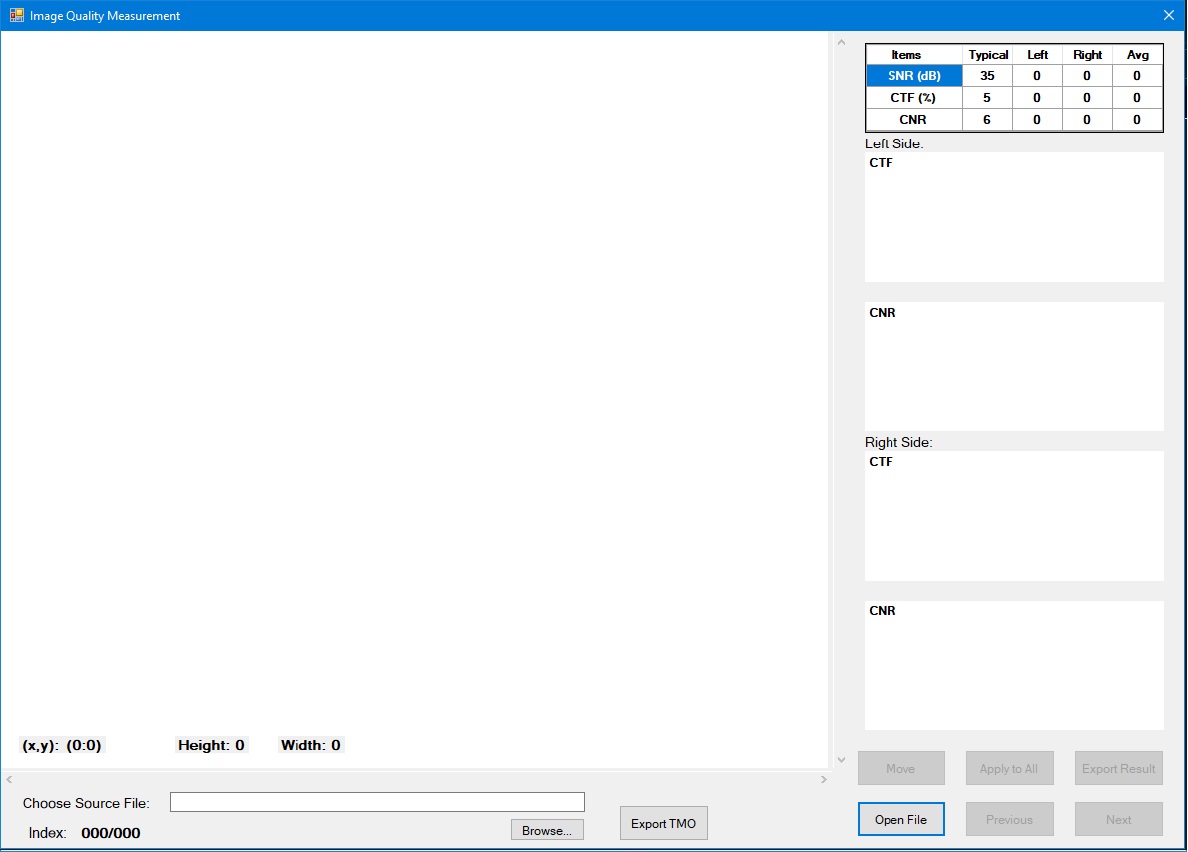 Image Quality Measurement
Items Typical Left Right Avg
SNR (dB) 35 0 0 0
CTF (%) 5 0 0 0
CNR 6 0 0 0
Left Side:
CTF
CNR
Right Side:
CTF
CNR
(x,y): (0:0) Height: 0 Width: 0
Move Apply to All Export Result
Choose Source File:
Export TMO
Open File Previous Next
Index: 000/000
Browse...